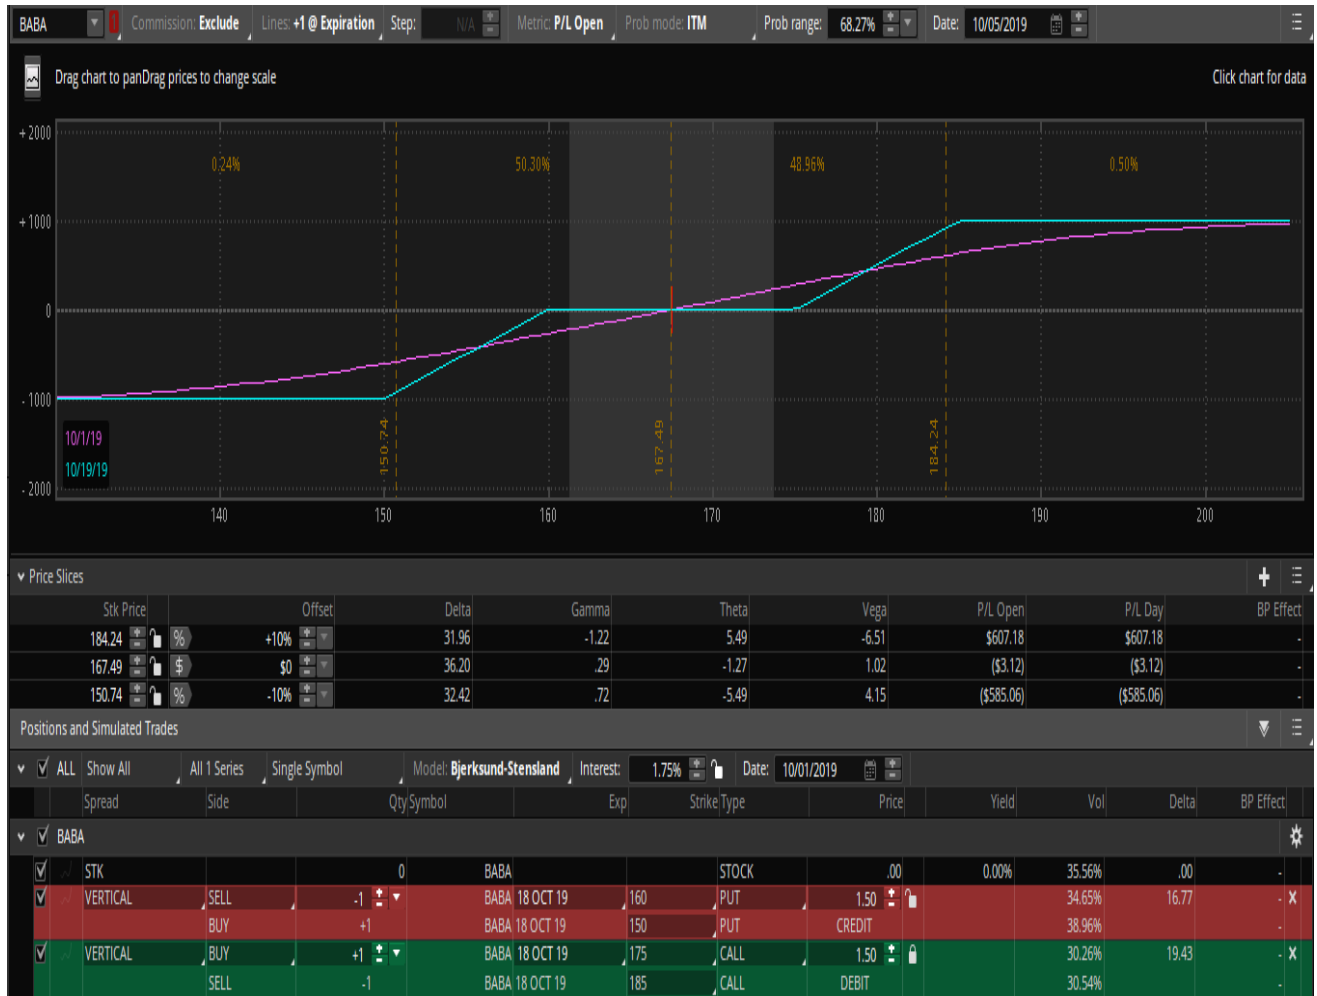 BABA 1 Commission: Exclude Lines: +1 @ Expiration Step: N/A Metric: P/L Open Prob mode: ITM Prob range: 68.27% Date: 10/05/2019
Drag chart to panDrag prices to change scale Click chart for data
+2000
0.24% 50.30% 48.96% 0.50%
+1000
0
-1000
10/1/19
10/19/19
150.74 167.49 184.24
-2000
140 150 160 170 180 190 200
Price Slices
Stk Price Offset Delta Gamma Theta Vega P/L Open P/L Day BP Effect
184.24 % +10% 31.96 -1.22 5.49 -6.51 $607.18 $607.18 -
167.49 $ $0 36.20 .29 -1.27 1.02 ($3.12) ($3.12) -
150.74 % -10% 32.42 .72 -5.49 4.15 ($585.06) ($585.06) -
Positions and Simulated Trades
ALL Show All All 1 Series Single Symbol Model: Bjerksund-Stensland Interest: 1.75% Date: 10/01/2019
Spread Side Qty Symbol Exp Strike Type Price Yield Vol Delta BP Effect
BABA
STK 0 BABA STOCK .00 0.00% 35.56% .00 -
VERTICAL SELL -1 BABA 18 OCT 19 160 PUT 1.50 34.65% 16.77 - X
BUY +1 BABA 18 OCT 19 150 PUT CREDIT 38.96%
VERTICAL BUY +1 BABA 18 OCT 19 175 CALL 1.50 30.26% 19.43 - X
SELL -1 BABA 18 OCT 19 185 CALL DEBIT 30.54%